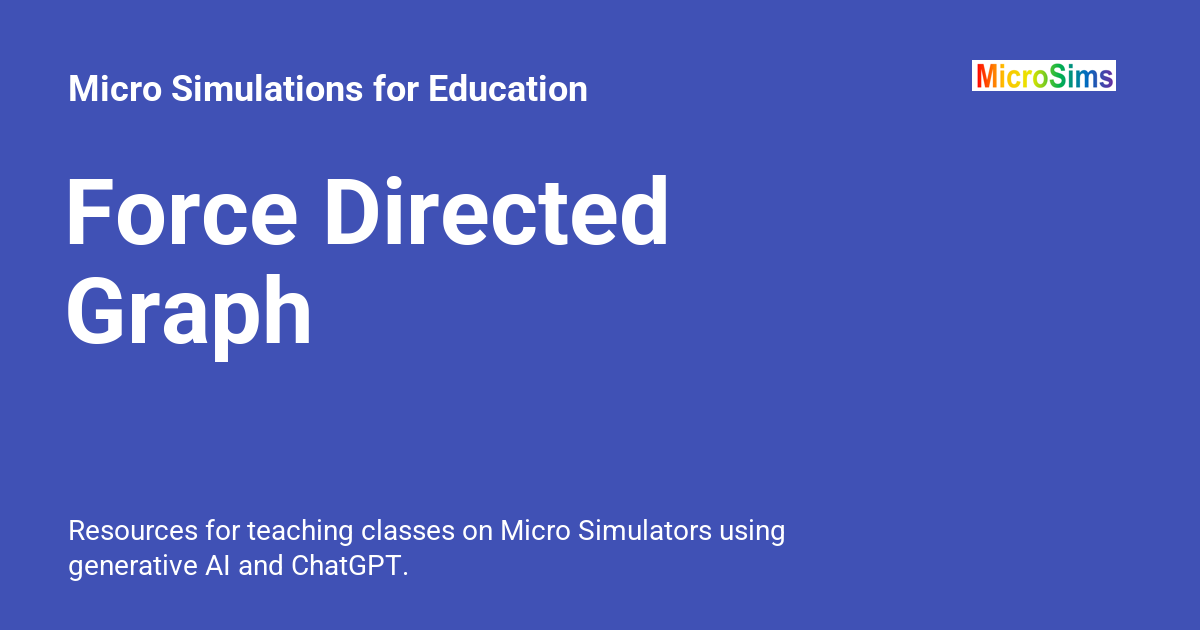 Micro Simulations for Education
MicroSims
Force Directed
Graph
Resources for teaching classes on Micro Simulators using
generative AI and ChatGPT.